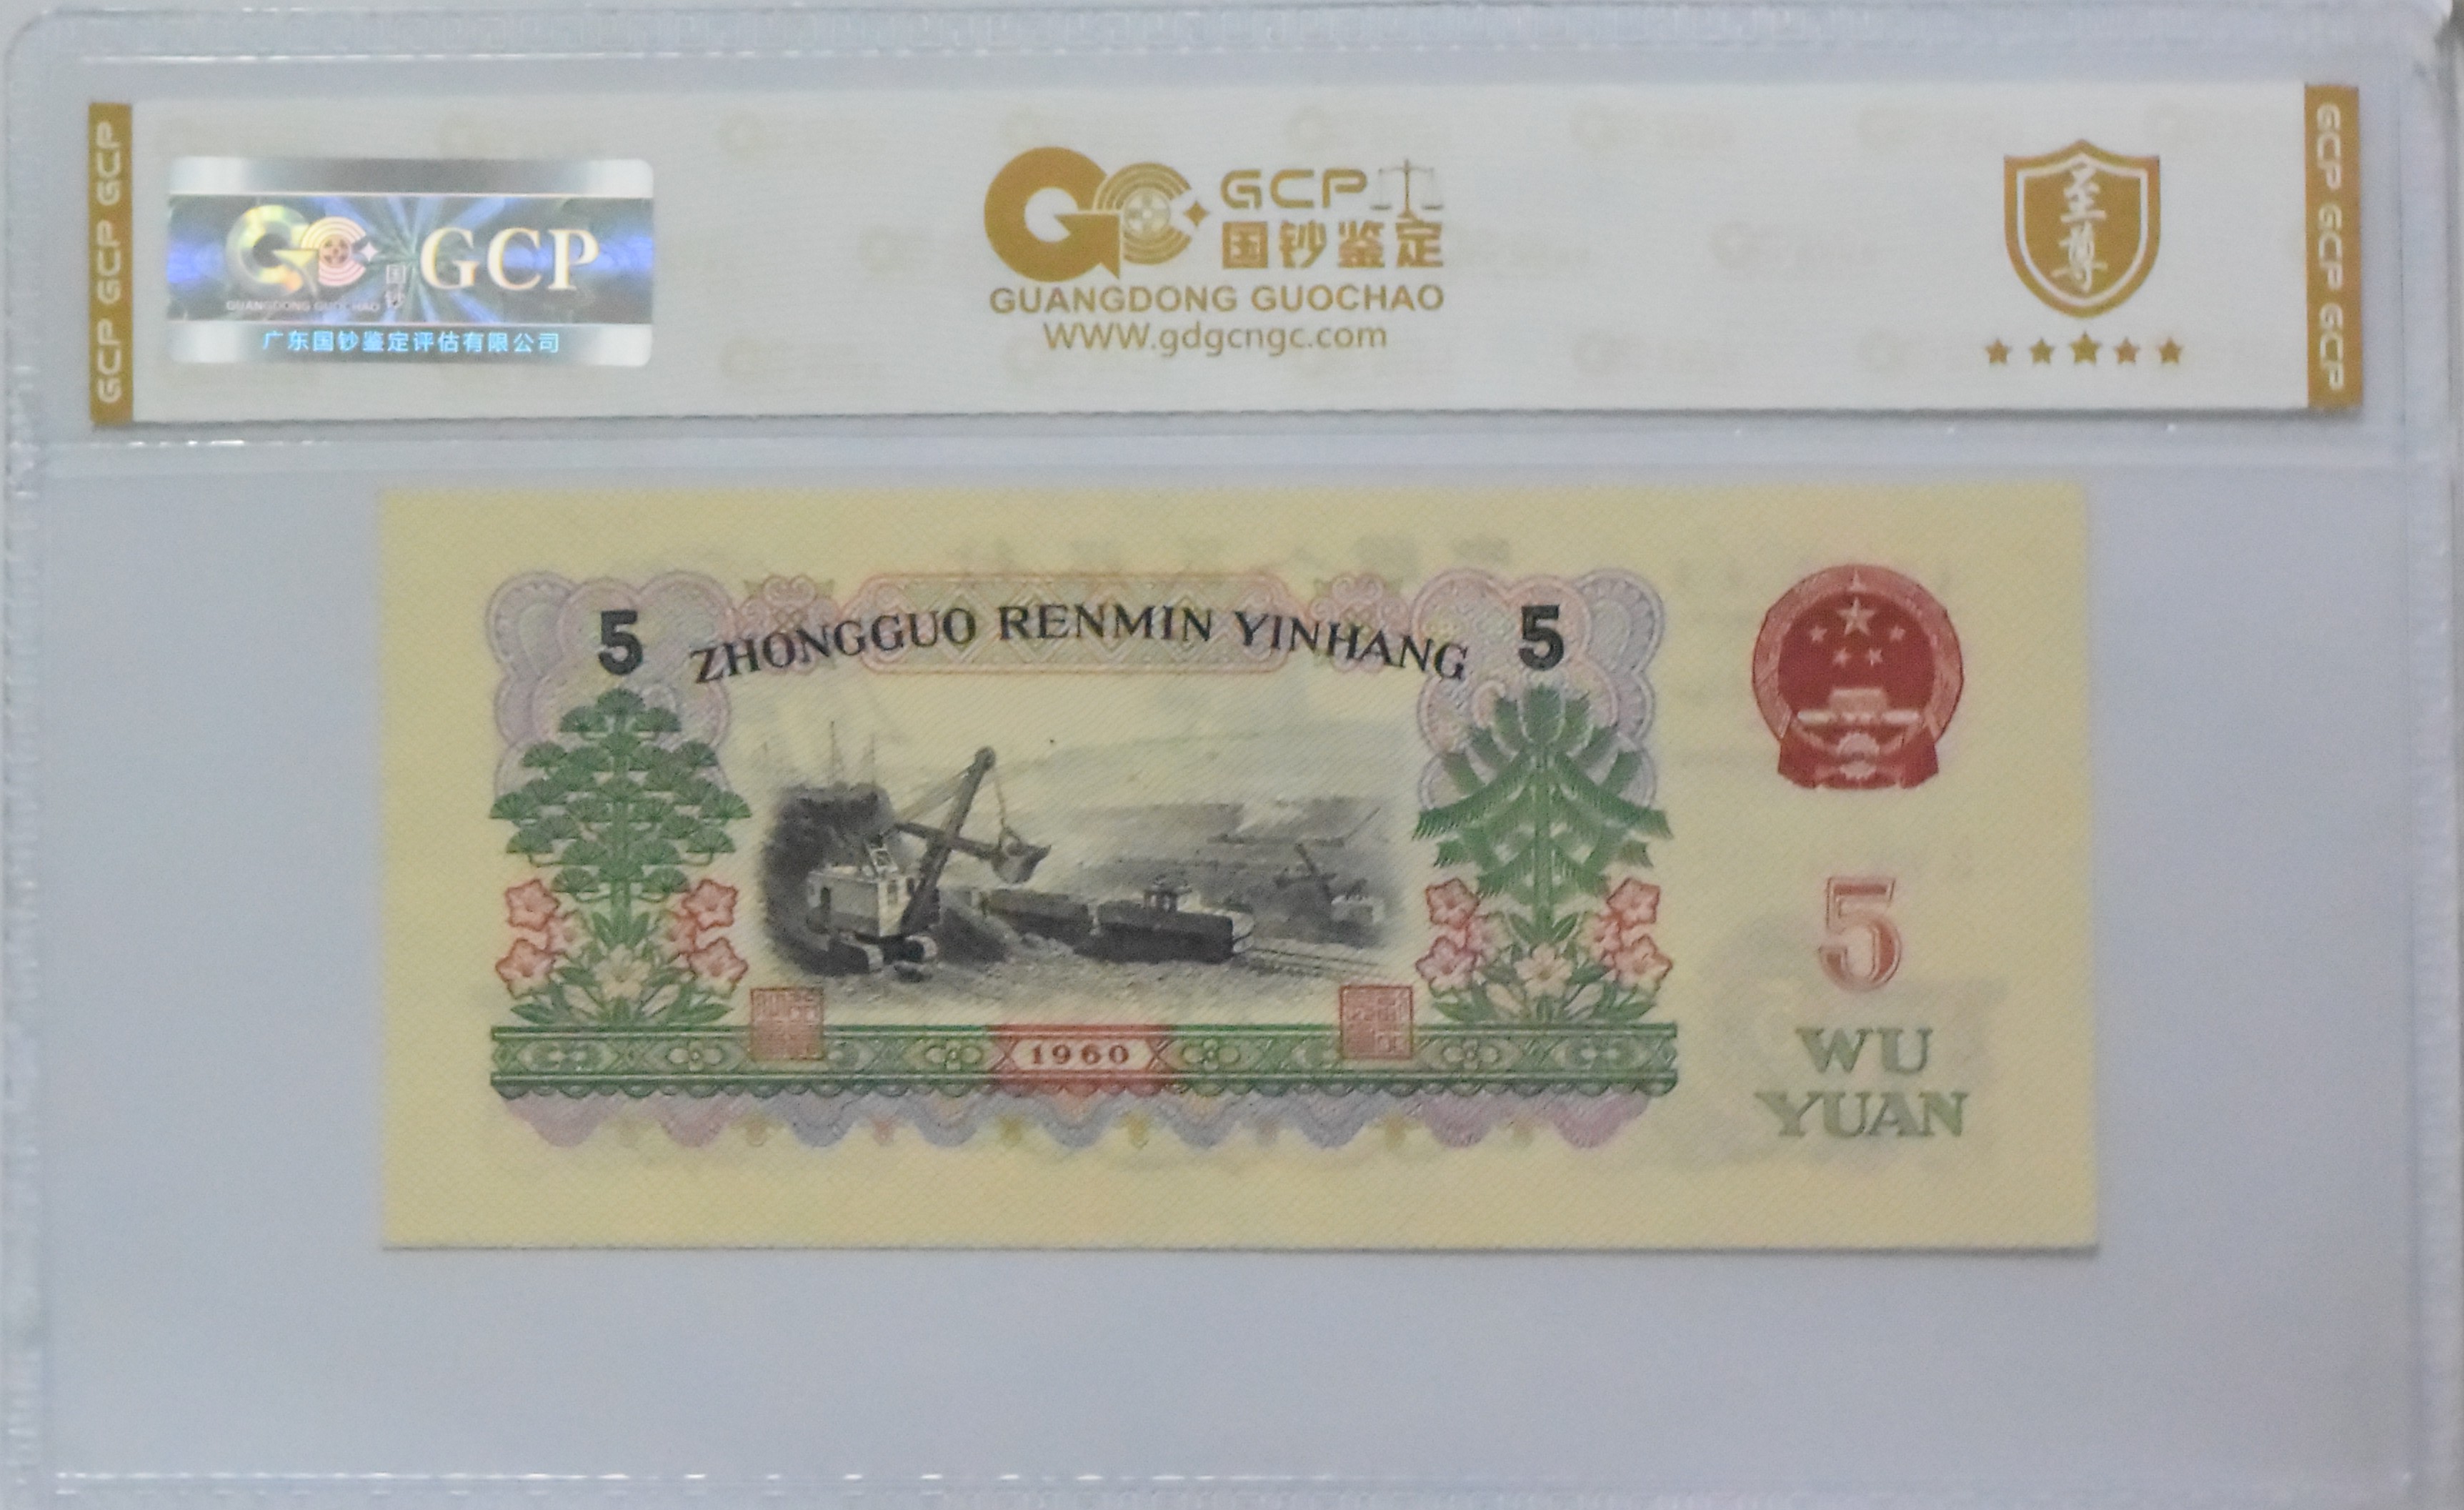 GCP GCP GCP
GCP
国钞
GUANGDONG GUOCHAO
广东国钞鉴定评估有限公司
GCP
国钞鉴定
GUANGDONG GUOCHAO
WWW.gdgcngc.com
至尊
GCP GCP GCP
5 ZHONGGUO RENMIN YINHANG 5
1960
5
WU
YUAN